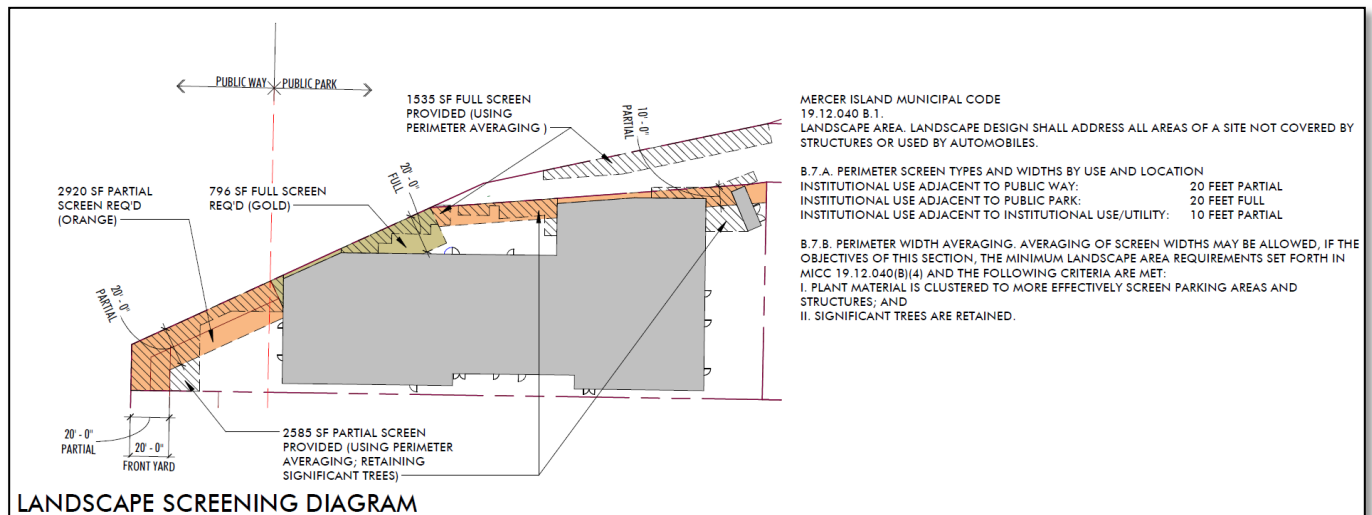 PUBLIC WAY
PUBLIC PARK
1535 SF FULL SCREEN
PROVIDED (USING
PERIMETER AVERAGING )
10' - 0"
PARTIAL
20' - 0"
FULL
2920 SF PARTIAL
SCREEN REQ'D
(ORANGE)
796 SF FULL SCREEN
REQ'D (GOLD)
20' - 0"
PARTIAL
20' - 0"
PARTIAL
20' - 0"
FRONT YARD
2585 SF PARTIAL SCREEN
PROVIDED (USING PERIMETER
AVERAGING; RETAINING
SIGNIFICANT TREES)
MERCER ISLAND MUNICIPAL CODE
19.12.040 B.1.
LANDSCAPE AREA. LANDSCAPE DESIGN SHALL ADDRESS ALL AREAS OF A SITE NOT COVERED BY
STRUCTURES OR USED BY AUTOMOBILES.
B.7.A. PERIMETER SCREEN TYPES AND WIDTHS BY USE AND LOCATION
INSTITUTIONAL USE ADJACENT TO PUBLIC WAY: 20 FEET PARTIAL
INSTITUTIONAL USE ADJACENT TO PUBLIC PARK: 20 FEET FULL
INSTITUTIONAL USE ADJACENT TO INSTITUTIONAL USE/UTILITY: 10 FEET PARTIAL
B.7.B. PERIMETER WIDTH AVERAGING. AVERAGING OF SCREEN WIDTHS MAY BE ALLOWED, IF THE
OBJECTIVES OF THIS SECTION, THE MINIMUM LANDSCAPE AREA REQUIREMENTS SET FORTH IN
MICC 19.12.040(B)(4) AND THE FOLLOWING CRITERIA ARE MET:
I. PLANT MATERIAL IS CLUSTERED TO MORE EFFECTIVELY SCREEN PARKING AREAS AND
STRUCTURES; AND
II. SIGNIFICANT TREES ARE RETAINED.
LANDSCAPE SCREENING DIAGRAM